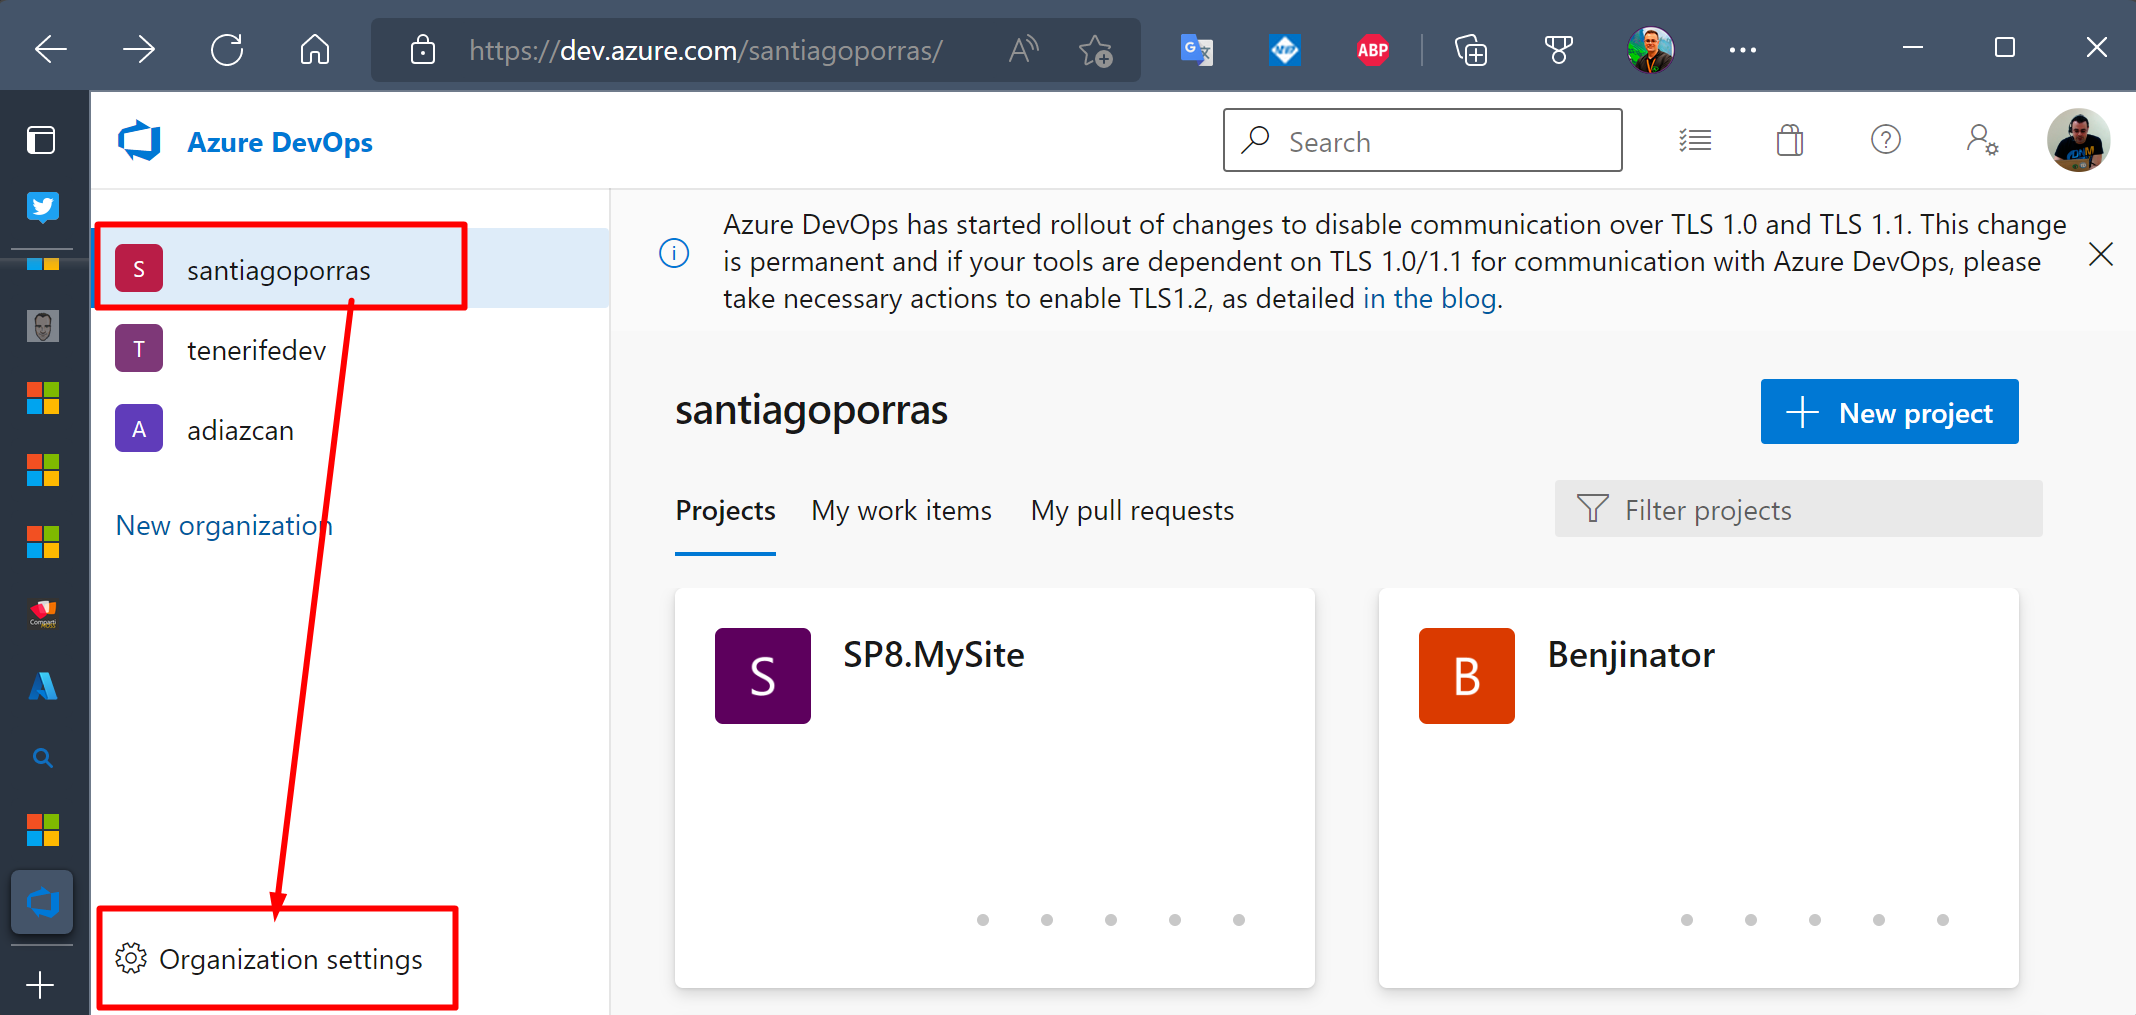 https://dev.azure.com/santiagoporras/
ABP
Azure DevOps
Search
S santiagoporras
T tenerifedev
A adiazcan
New organization
Organization settings
Azure DevOps has started rollout of changes to disable communication over TLS 1.0 and TLS 1.1. This change
is permanent and if your tools are dependent on TLS 1.0/1.1 for communication with Azure DevOps, please
take necessary actions to enable TLS1.2, as detailed in the blog.
santiagoporras
New project
Projects My work items My pull requests
Filter projects
S SP8.MySite
B Benjinator